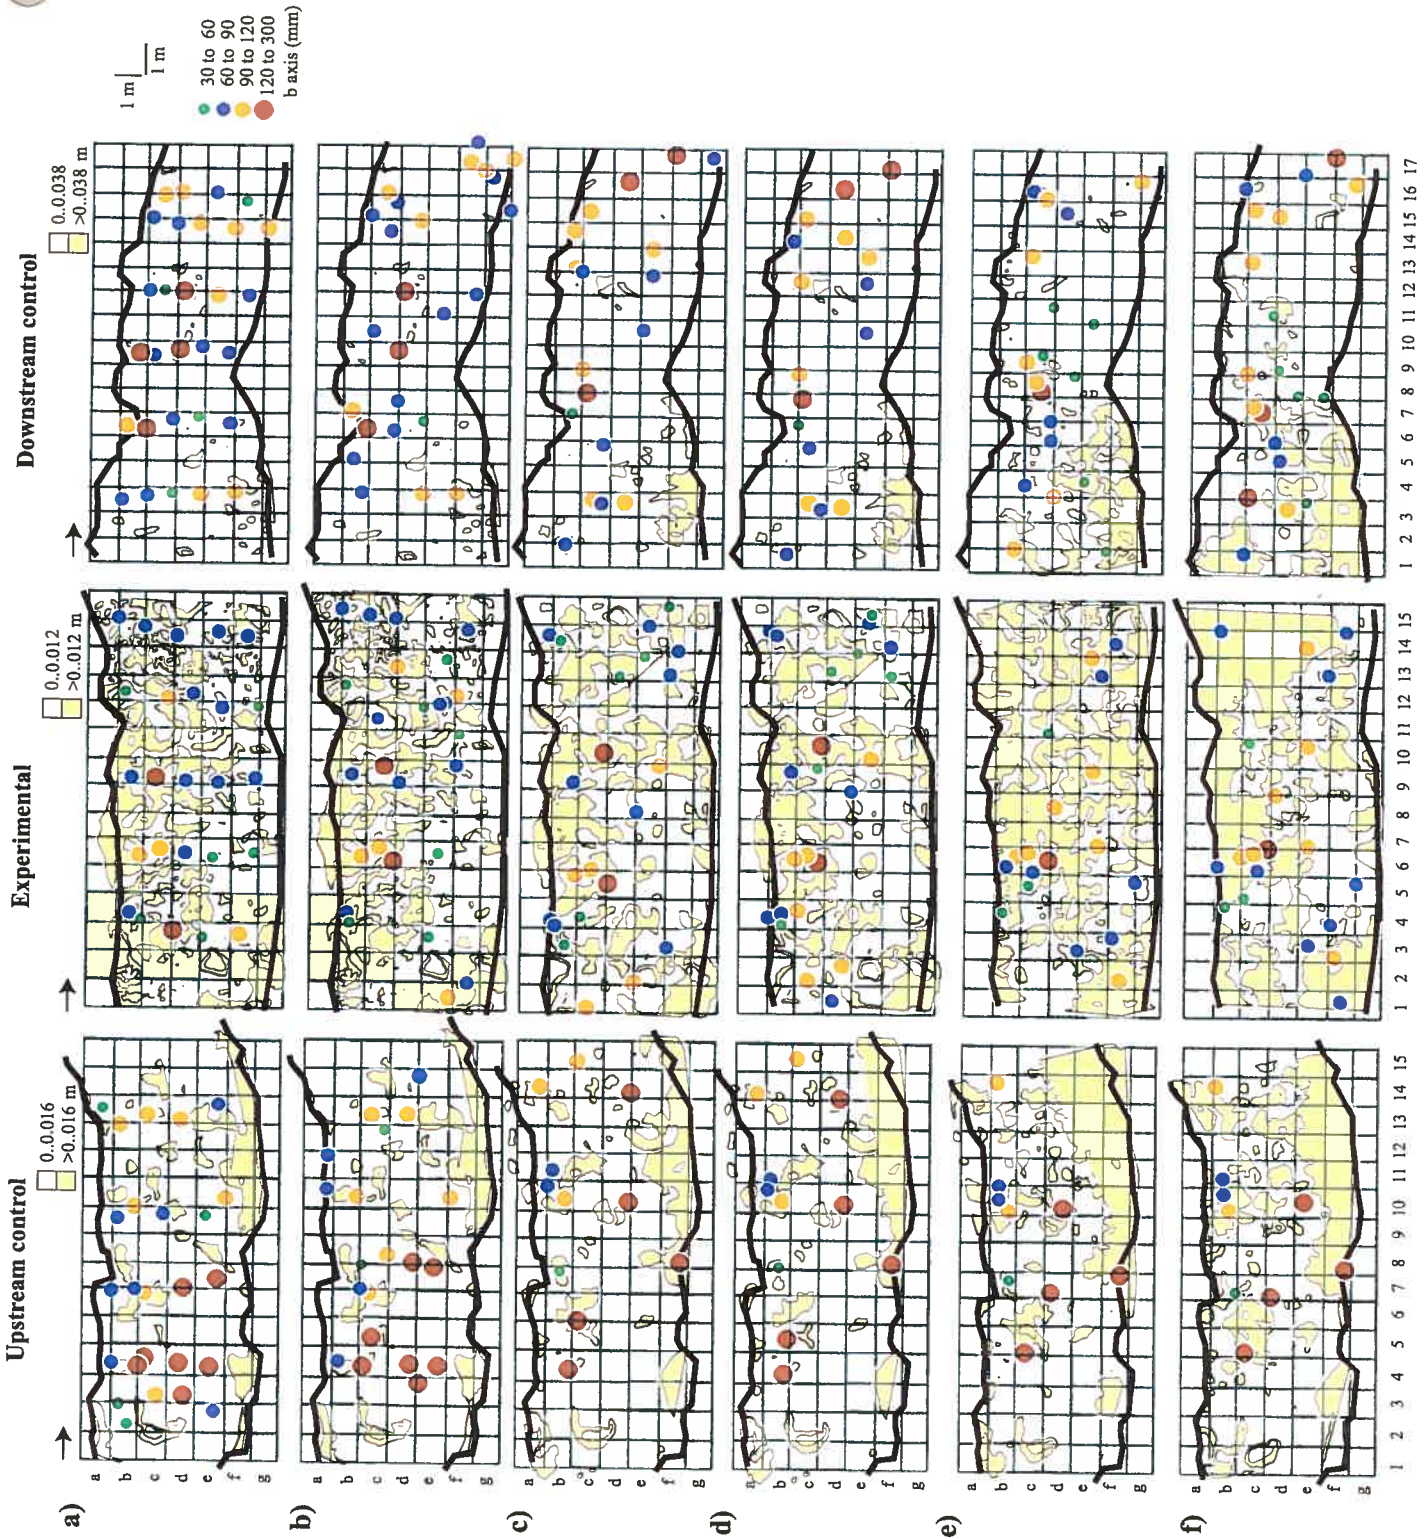 Upstream control
Experimental
Downstream control
0..0.016
>0..016 m
0..0.012
>0..012 m
0..0.038
>0..038 m
1 m
1 m
30 to 60
60 to 90
90 to 120
120 to 300
b axis (mm)
a)
a
b
c
d
e
f
g
b)
a
b
c
d
e
f
g
c)
a
b
c
d
e
f
g
d)
a
b
c
d
e
f
g
e)
a
b
c
d
e
f
g
f)
a
b
c
d
e
f
g
1 2 3 4 5 6 7 8 9 10 11 12 13 14 15
1 2 3 4 5 6 7 8 9 10 11 12 13 14 15
1 2 3 4 5 6 7 8 9 10 11 12 13 14 15 16 17